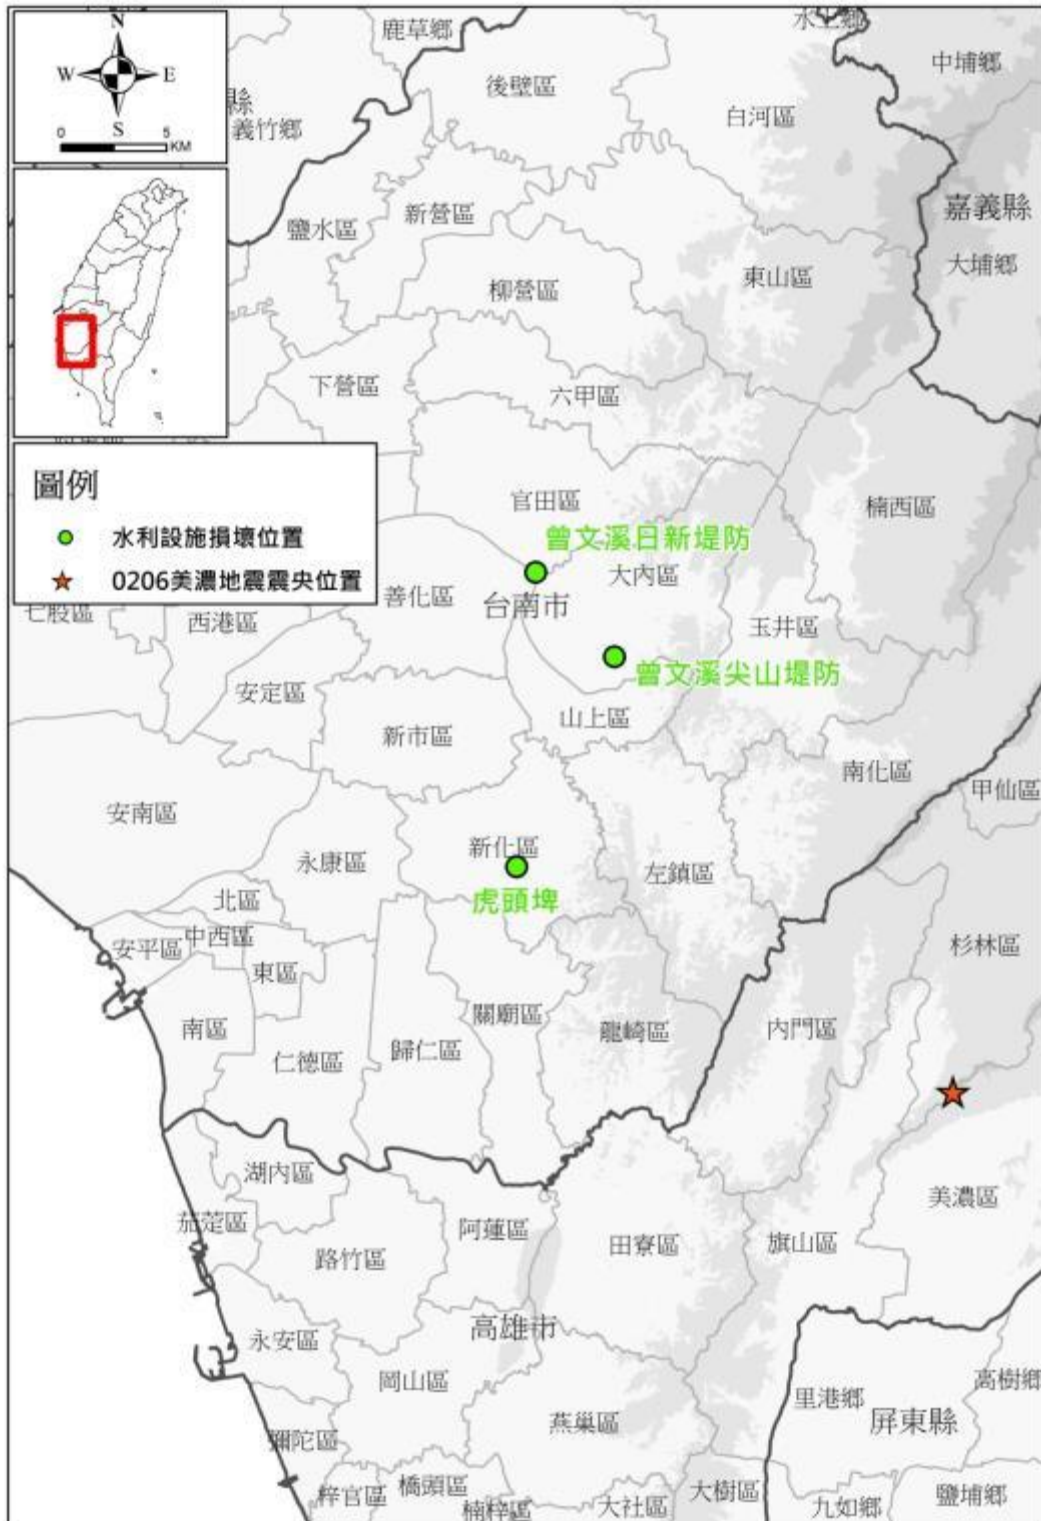 N
W
E
S
0
5
KM
圖例
水利設施損壞位置
0206美濃地震震央位置
鹿草鄉
水上鄉
中埔鄉
後壁區
縣
義竹鄉
白河區
嘉義縣
新營區
鹽水區
大埔鄉
東山區
柳營區
下營區
六甲區
官田區
楠西區
曾文溪日新堤防
大內區
善化區
台南市
七股區
西港區
玉井區
曾文溪尖山堤防
安定區
山上區
新市區
南化區
甲仙區
安南區
新化區
永康區
左鎮區
虎頭埤
北區
中西區
安平區
杉林區
東區
關廟區
南區
內門區
龍崎區
歸仁區
仁德區
湖內區
美濃區
茄萣區
阿蓮區
田寮區
旗山區
路竹區
高雄市
永安區
岡山區
高樹鄉
里港鄉
屏東縣
燕巢區
彌陀區
橋頭區
大樹區
梓官區
鹽埔鄉
大社區
九如鄉
楠梓區